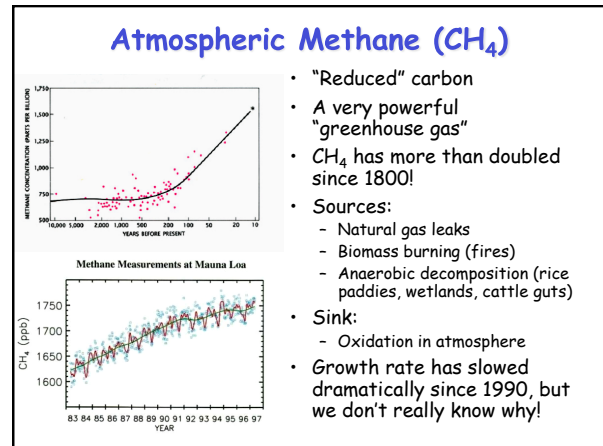 Atmospheric Methane (CH₄)
METHANE CONCENTRATION (PARTS PER BILLION)
1,750
1,500
1,250
1,000
750
500
10,000 5,000 2,000 1,000 500 200 100 50 20 10
YEARS BEFORE PRESENT
Methane Measurements at Mauna Loa
CH₄ (ppb)
1750
1700
1650
1600
83 84 85 86 87 88 89 90 91 92 93 94 95 96 97
YEAR
• “Reduced” carbon
• A very powerful
“greenhouse gas”
• CH₄ has more than doubled
since 1800!
• Sources:
– Natural gas leaks
– Biomass burning (fires)
– Anaerobic decomposition (rice
paddies, wetlands, cattle guts)
• Sink:
– Oxidation in atmosphere
• Growth rate has slowed
dramatically since 1990, but
we don’t really know why!